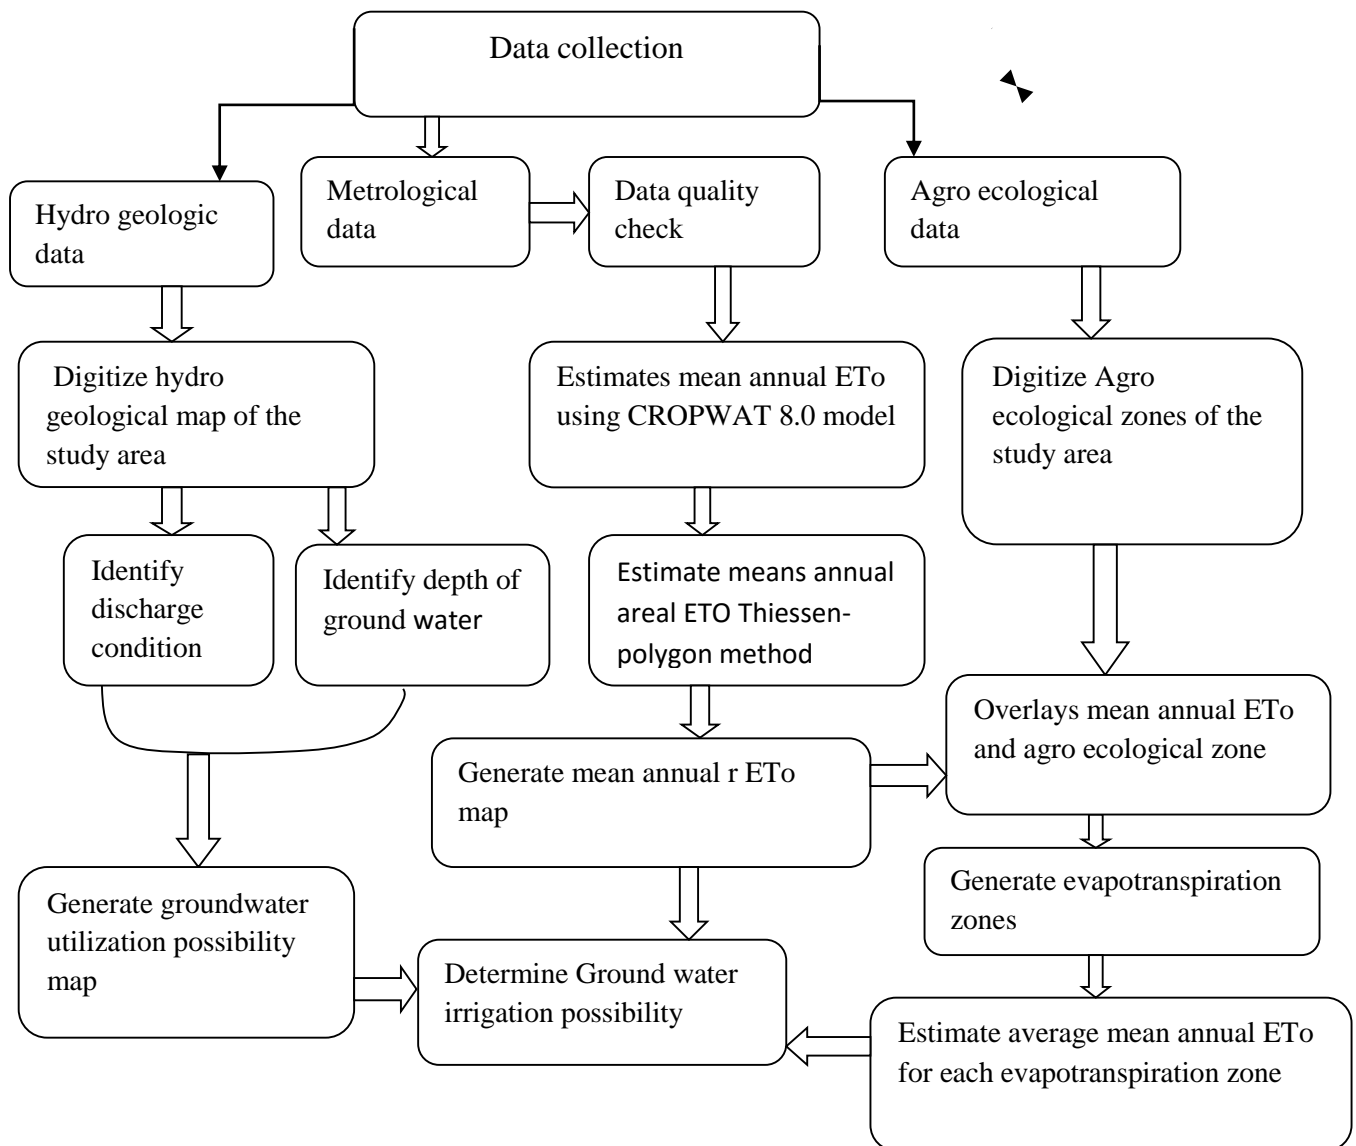 Data collection
Metrological
data
Data quality
check
Agro ecological
data
Hydro geologic
data
Digitize hydro
geological map of the
study area
Estimates mean annual ETo
using CROPWAT 8.0 model
Digitize Agro
ecological zones of the
study area
Identify
discharge
condition
Identify depth of
ground water
Estimate means annual
areal ETO Thiessen-
polygon method
Overlays mean annual ETo
and agro ecological zone
Generate mean annual r ETo
map
Generate evapotranspiration
zones
Generate groundwater
utilization possibility
map
Determine Ground water
irrigation possibility
Estimate average mean annual ETo
for each evapotranspiration zone